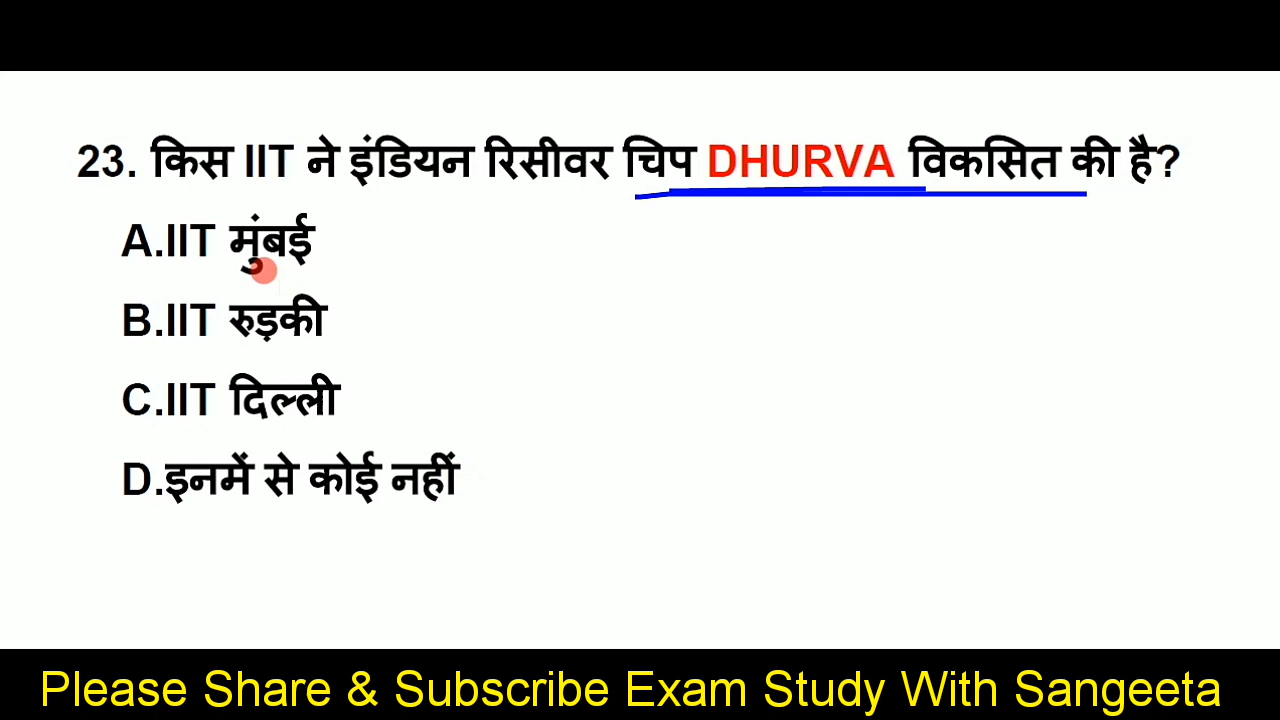 23. किस IIT ने इंडियन रिसीवर चिप DHURVA विकसित की है?
A.IIT मुंबई
B.IIT रुड़की
C.IIT दिल्ली
D.इनमें से कोई नहीं
Please Share & Subscribe Exam Study With Sangeeta